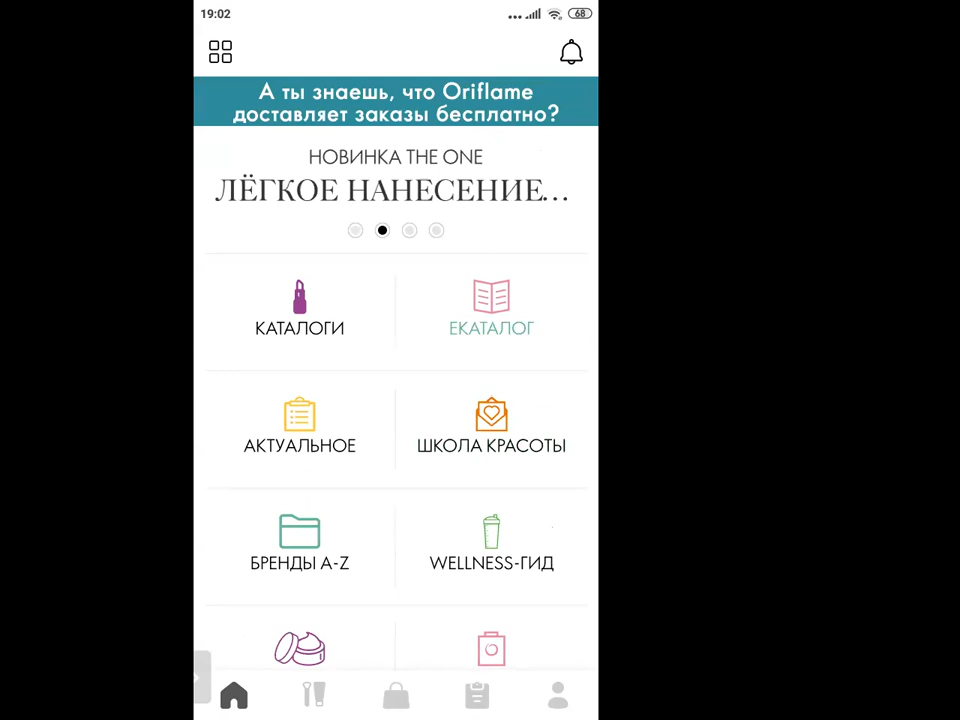 19:02
68
А ты знаешь, что Oriflame
доставляет заказы бесплатно?
НОВИНКА THE ONE
ЛЁГКОЕ НАНЕСЕНИЕ...
КАТАЛОГИ
ЕКАТАЛОГ
АКТУАЛЬНОЕ
ШКОЛА КРАСОТЫ
БРЕНДЫ A-Z
WELLNESS-ГИД